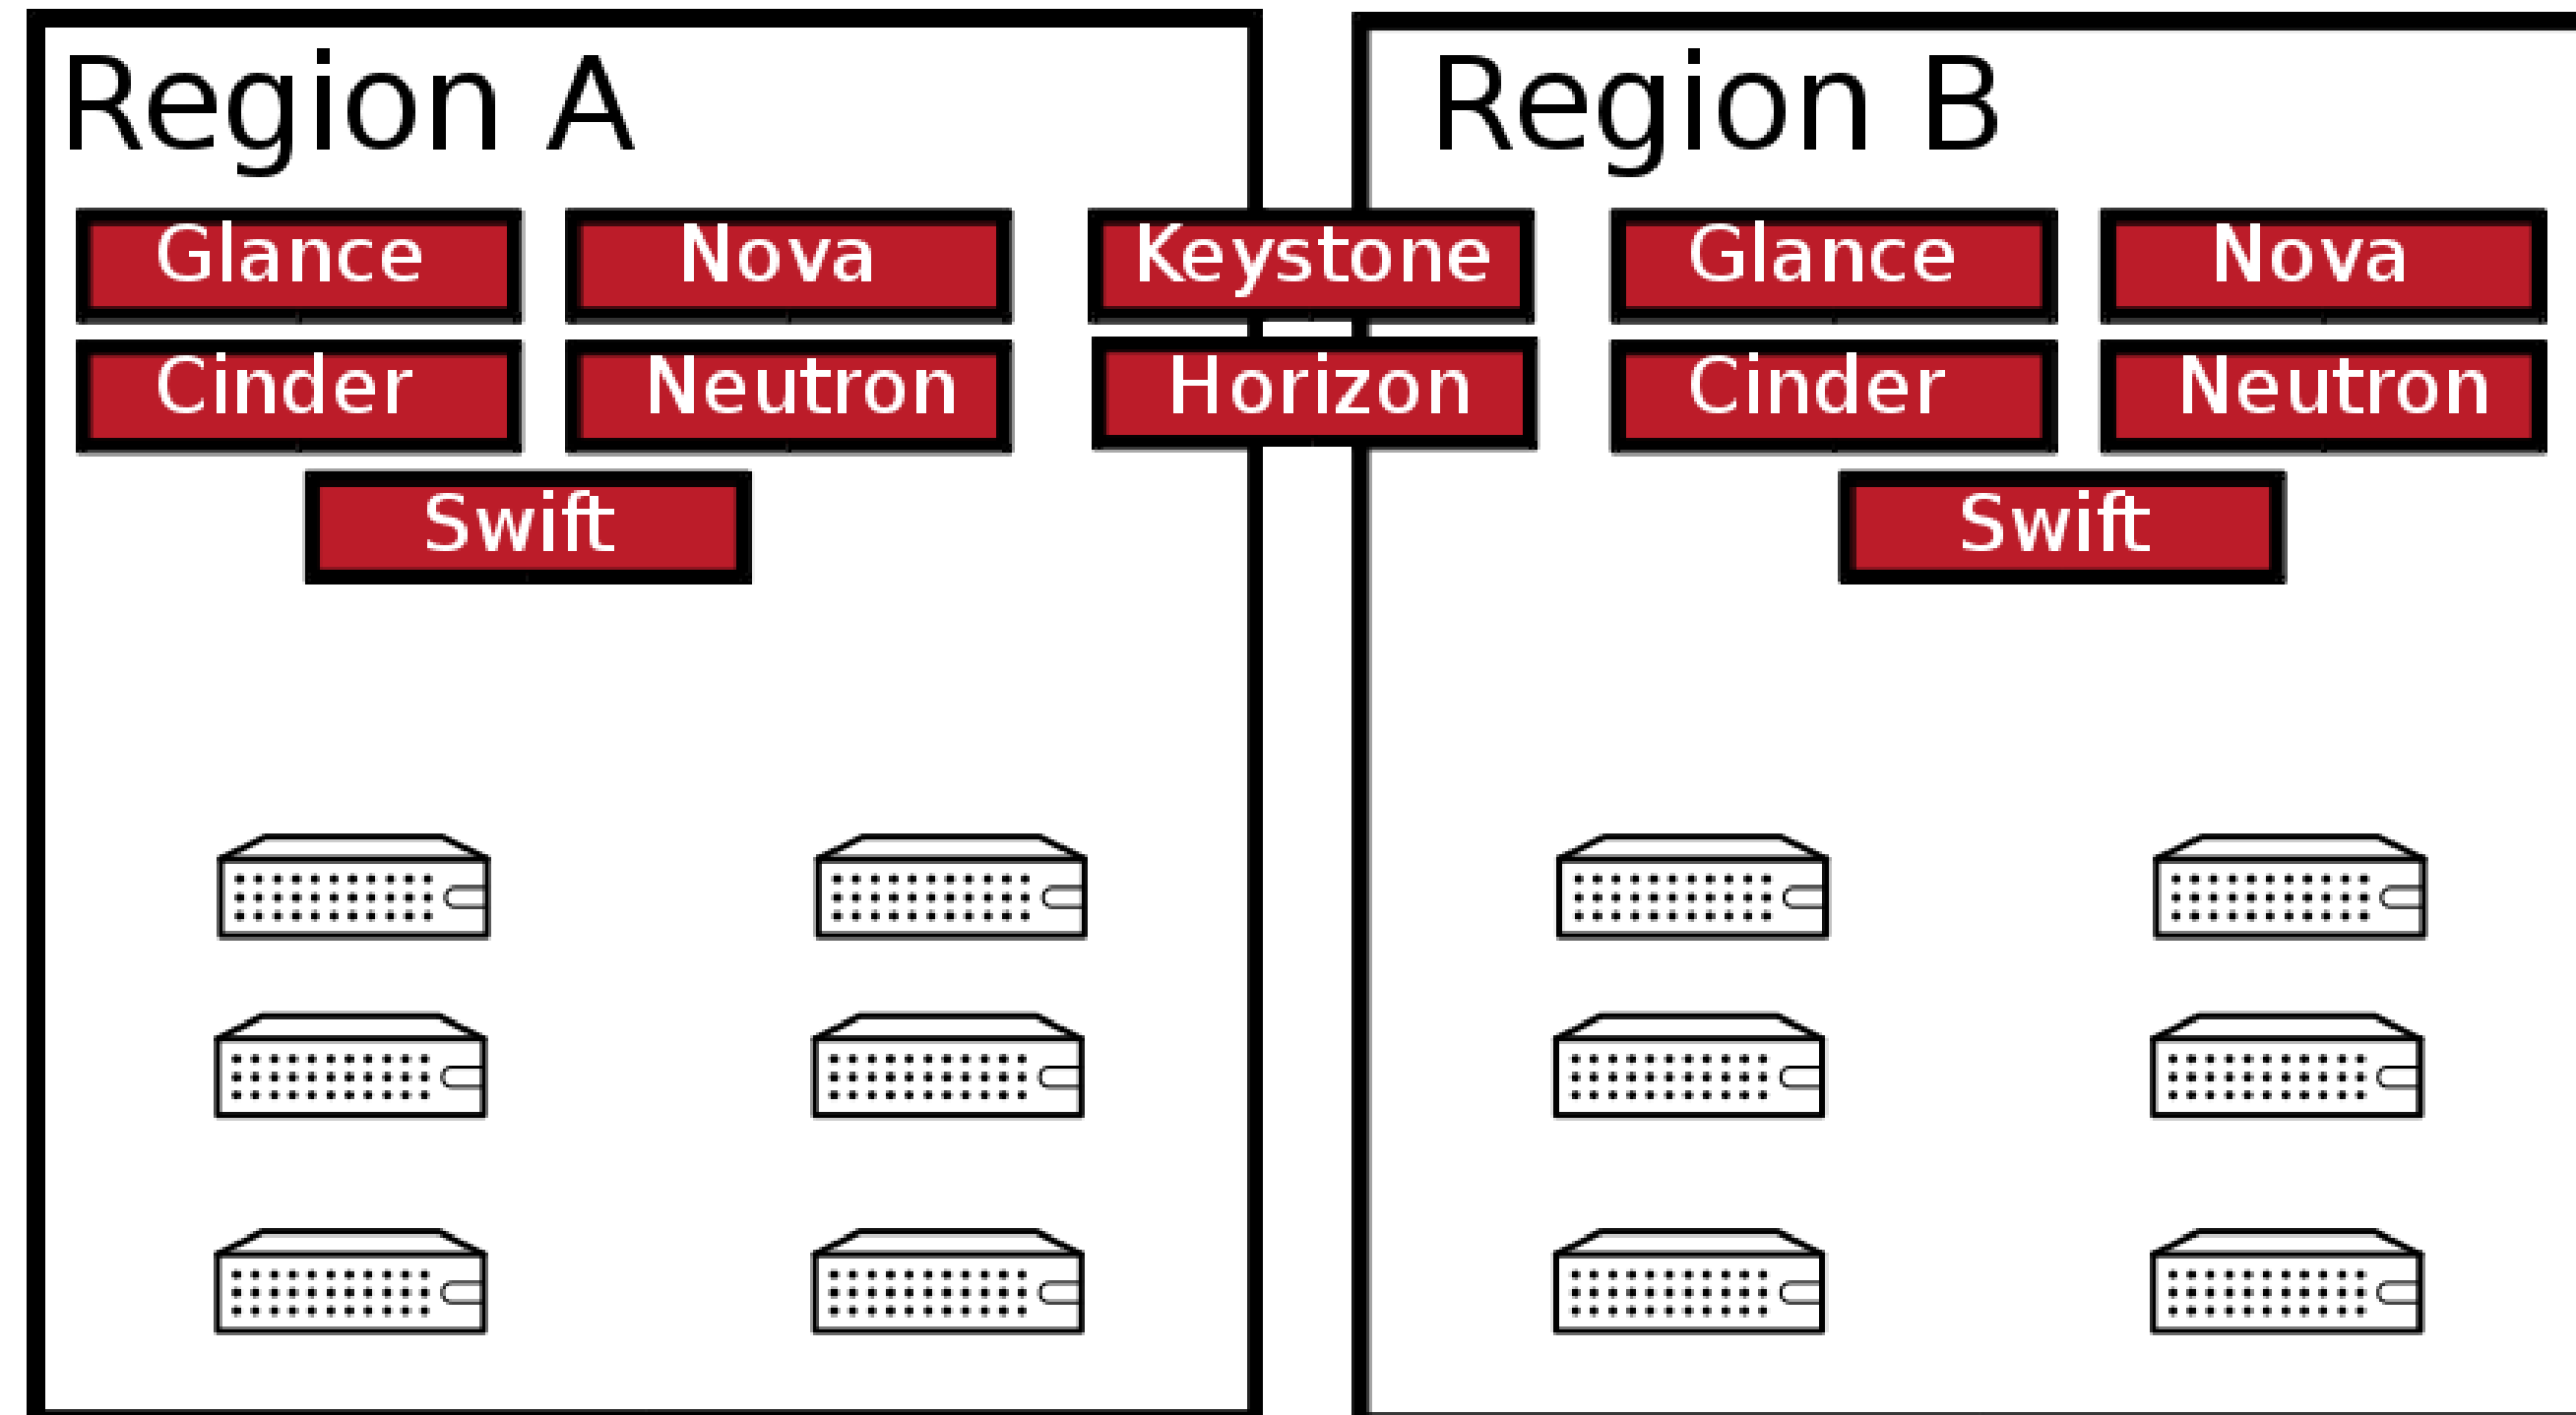 Region A
Region B
Glance
Nova
Keystone
Glance
Nova
Cinder
Neutron
Horizon
Cinder
Neutron
Swift
Swift